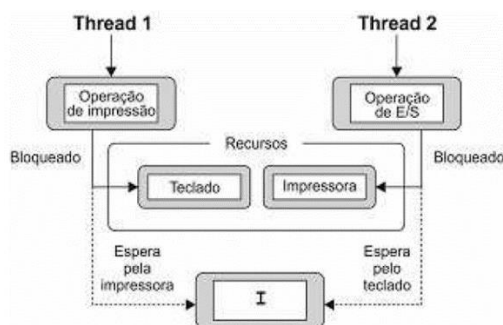 Thread 1
Thread 2
Operação
de impressão
Operação
de E/S
Bloqueado
Recursos
Bloqueado
Teclado
Impressora
Espera
pela
impressora
Espera
pelo
teclado
I